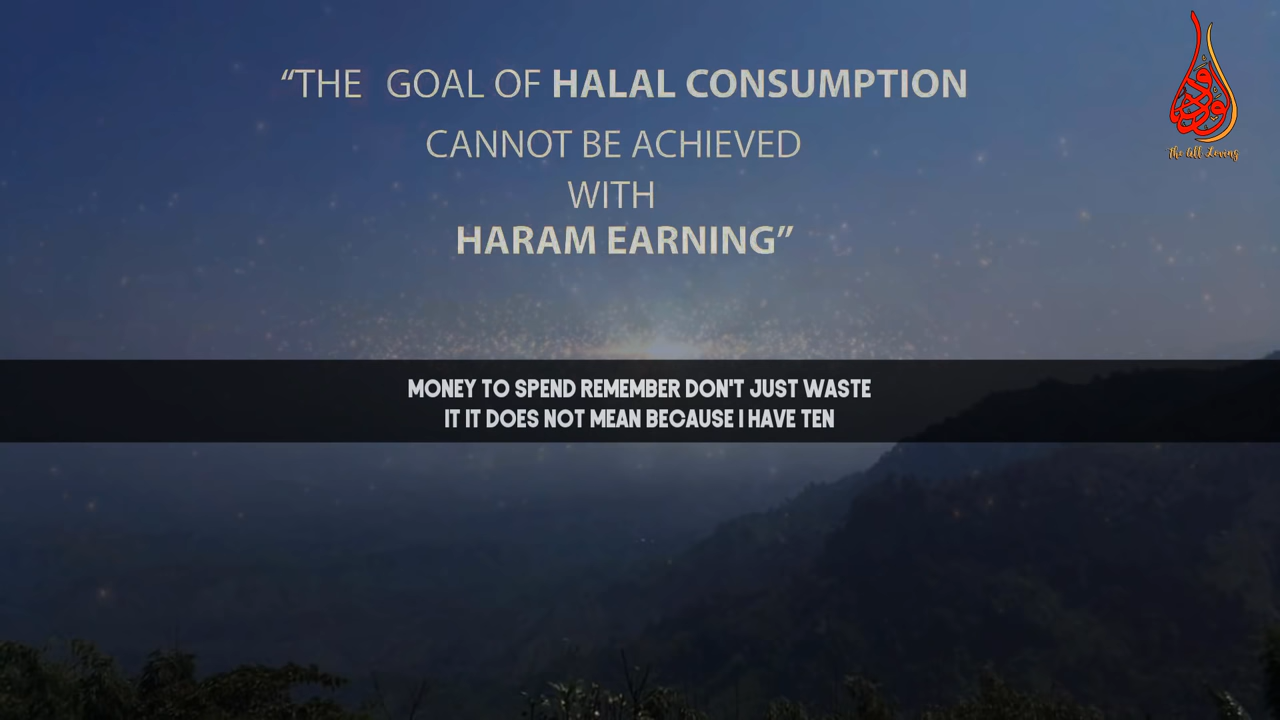 “THE GOAL OF HALAL CONSUMPTION
CANNOT BE ACHIEVED
WITH
HARAM EARNING”
The All Loving
MONEY TO SPEND REMEMBER DON'T JUST WASTE
IT IT DOES NOT MEAN BECAUSE I HAVE TEN